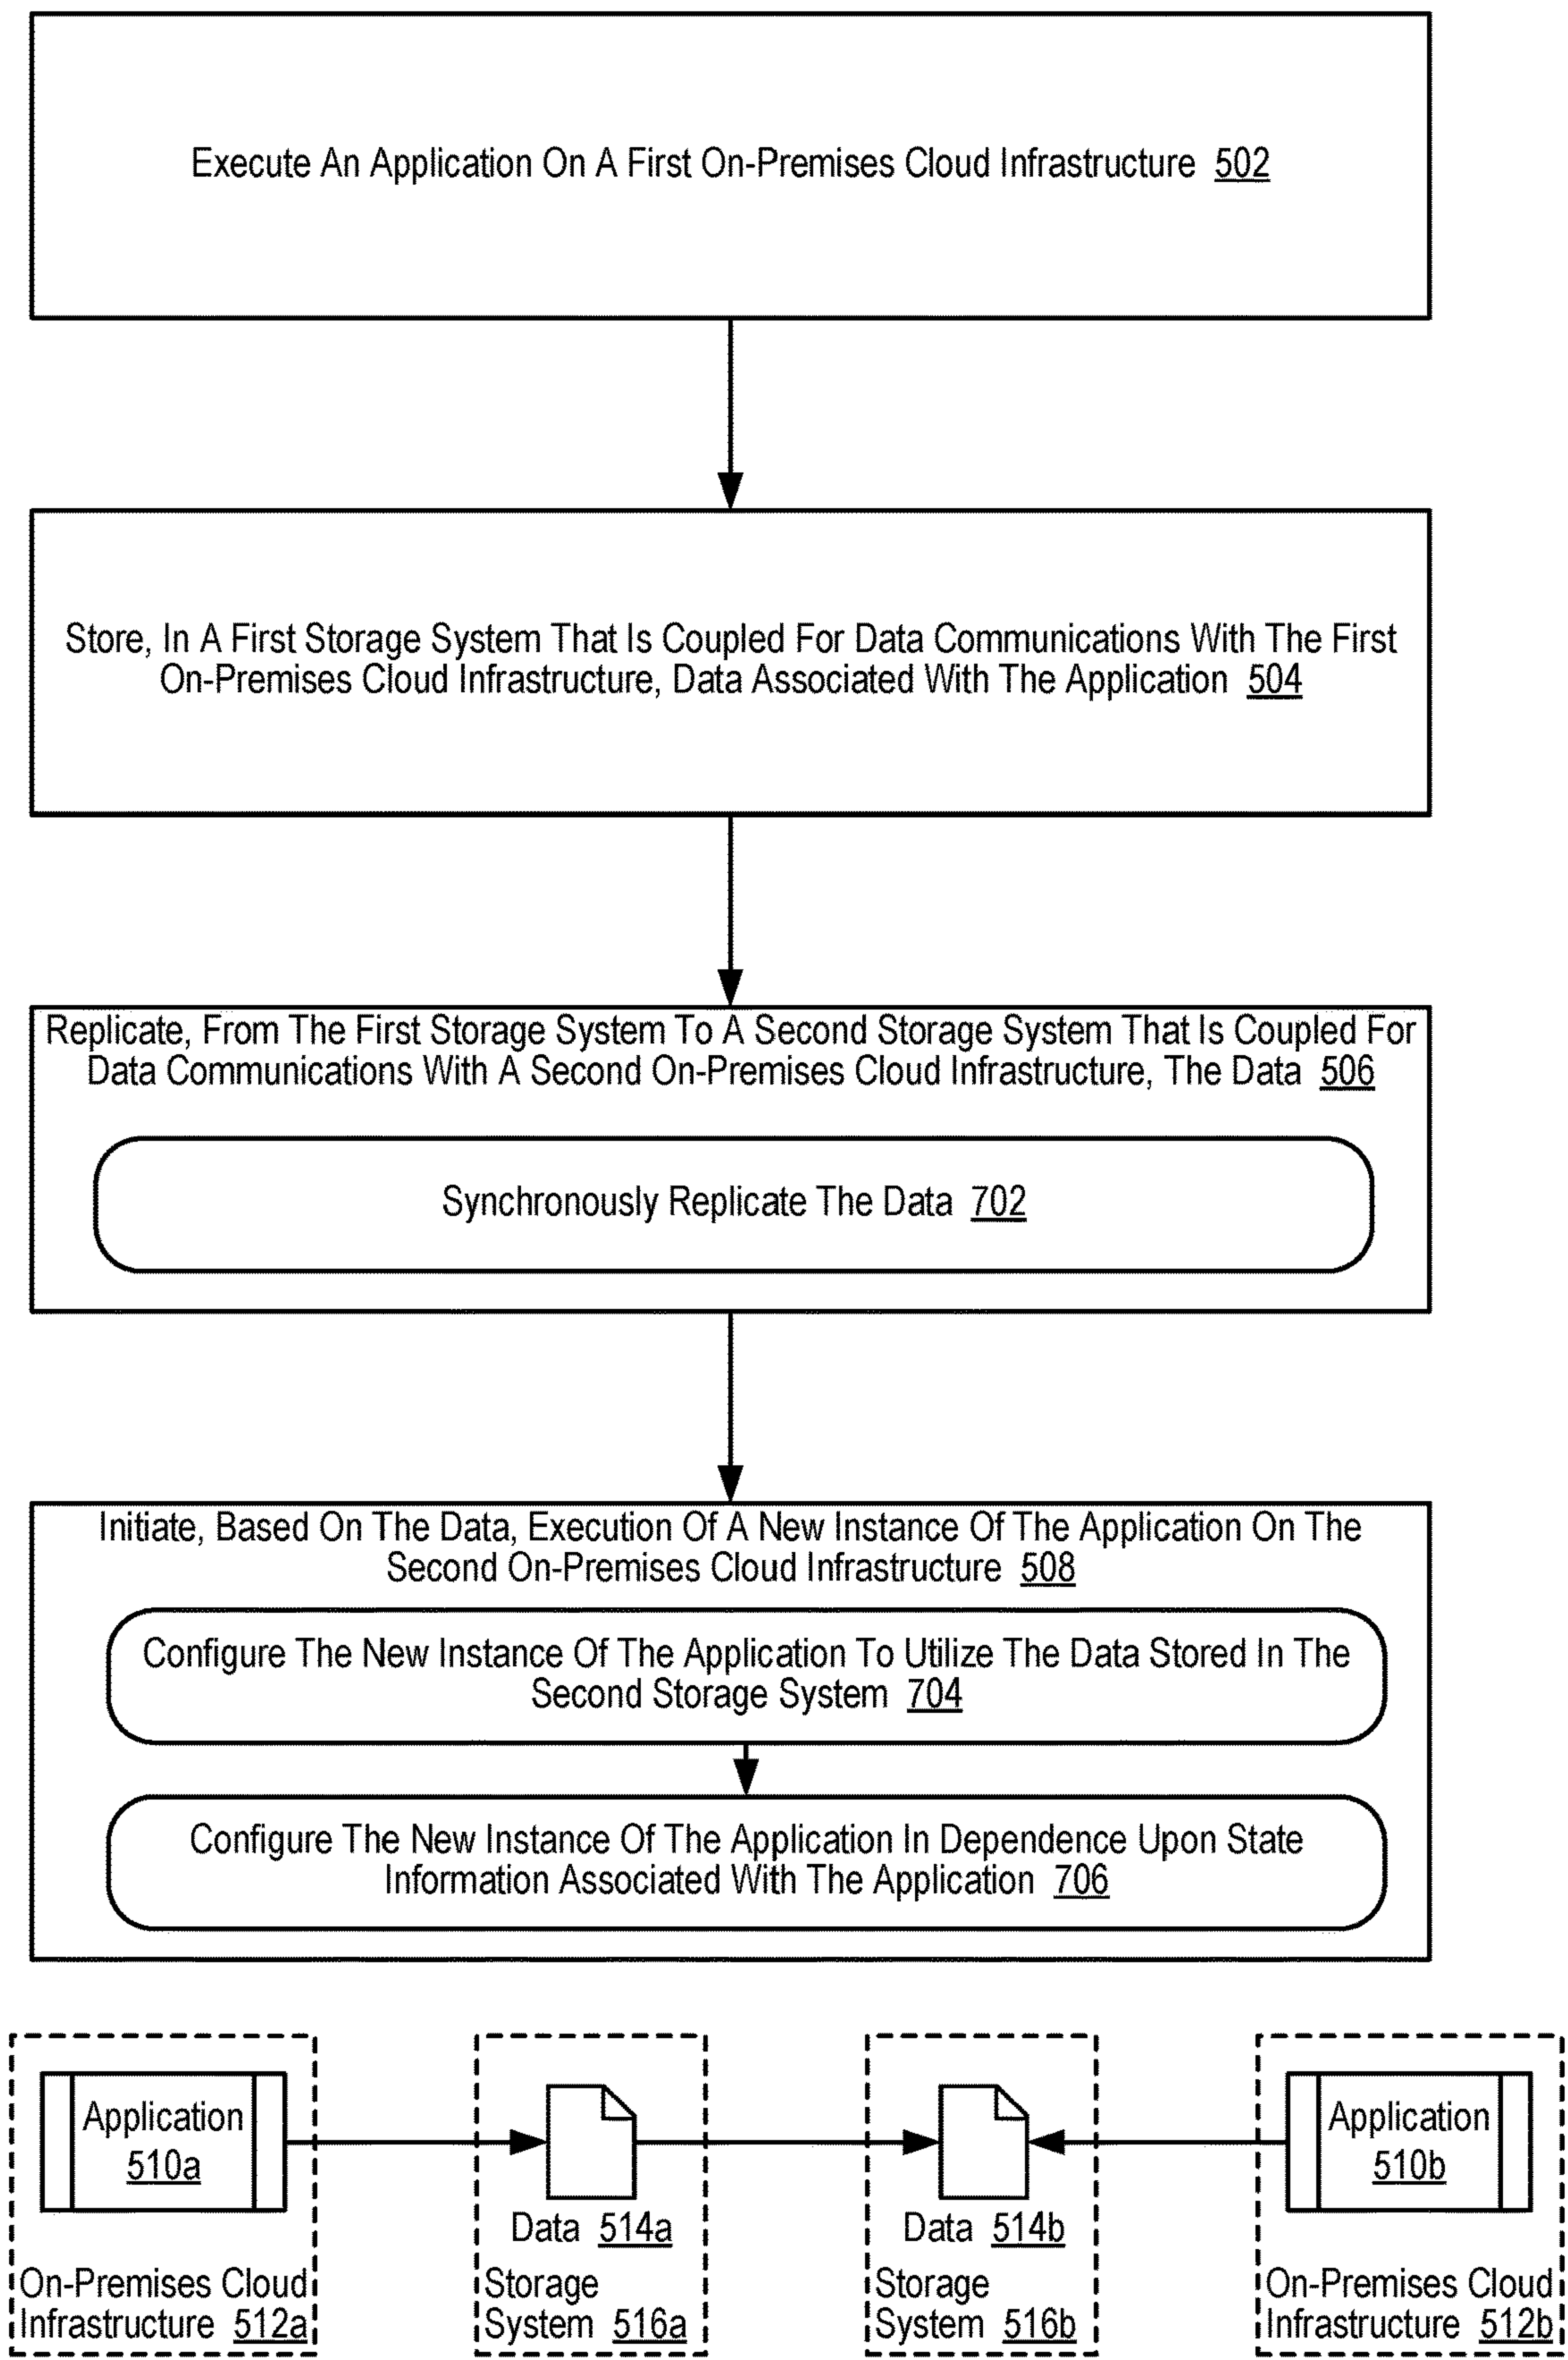 Execute An Application On A First On-Premises Cloud Infrastructure 502
Store, In A First Storage System That Is Coupled For Data Communications With The First
On-Premises Cloud Infrastructure, Data Associated With The Application 504
Replicate, From The First Storage System To A Second Storage System That Is Coupled For
Data Communications With A Second On-Premises Cloud Infrastructure, The Data 506
Synchronously Replicate The Data 702
Initiate, Based On The Data, Execution Of A New Instance Of The Application On The
Second On-Premises Cloud Infrastructure 508
Configure The New Instance Of The Application To Utilize The Data Stored In The
Second Storage System 704
Configure The New Instance Of The Application In Dependence Upon State
Information Associated With The Application 706
Application
510a
On-Premises Cloud
Infrastructure 512a
Data 514a
Storage
System 516a
Data 514b
Storage
System 516b
Application
510b
On-Premises Cloud
Infrastructure 512b